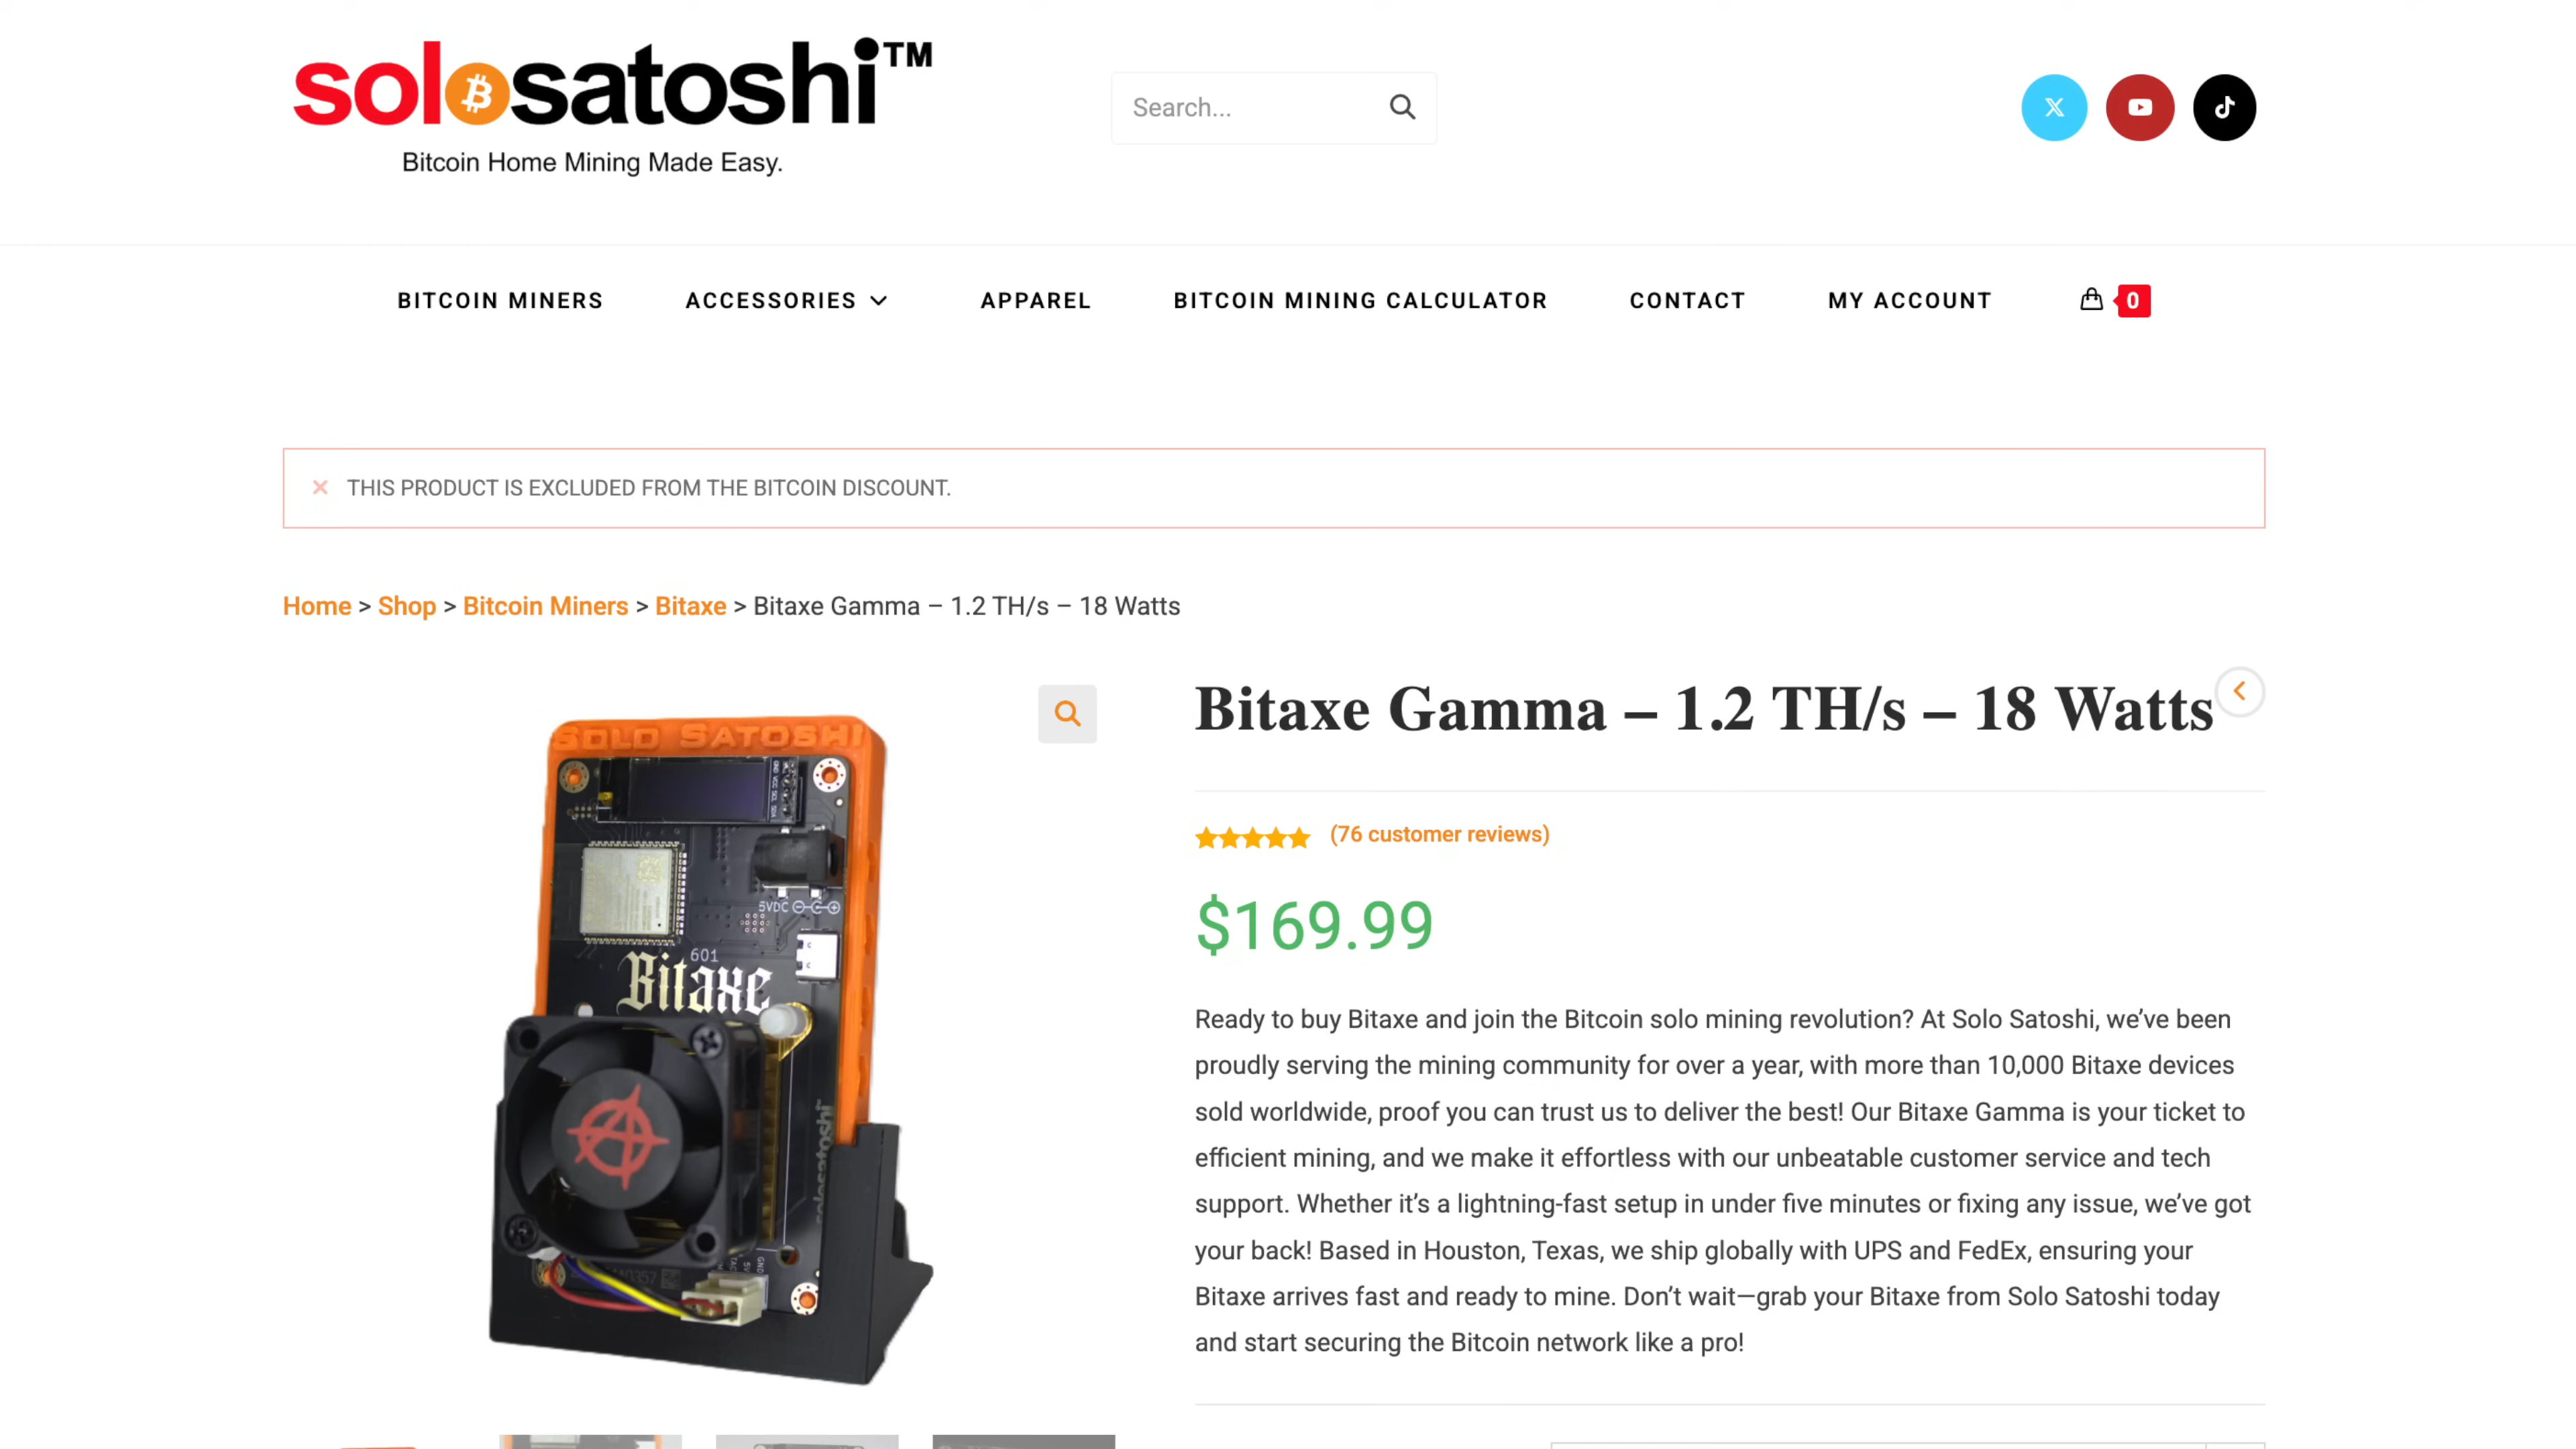 solosatoshi™
Bitcoin Home Mining Made Easy.
Search...
BITCOIN MINERS ACCESSORIES APPAREL BITCOIN MINING CALCULATOR CONTACT MY ACCOUNT 0
THIS PRODUCT IS EXCLUDED FROM THE BITCOIN DISCOUNT.
Home > Shop > Bitcoin Miners > Bitaxe > Bitaxe Gamma – 1.2 TH/s – 18 Watts
SOLO SATOSHI
GND VCC SCL SDA
5VDC
601
Bitaxe
solosatoshi
GND
5V
Bitaxe Gamma – 1.2 TH/s – 18 Watts
(76 customer reviews)
$169.99
Ready to buy Bitaxe and join the Bitcoin solo mining revolution? At Solo Satoshi, we’ve been
proudly serving the mining community for over a year, with more than 10,000 Bitaxe devices
sold worldwide, proof you can trust us to deliver the best! Our Bitaxe Gamma is your ticket to
efficient mining, and we make it effortless with our unbeatable customer service and tech
support. Whether it’s a lightning-fast setup in under five minutes or fixing any issue, we’ve got
your back! Based in Houston, Texas, we ship globally with UPS and FedEx, ensuring your
Bitaxe arrives fast and ready to mine. Don’t wait—grab your Bitaxe from Solo Satoshi today
and start securing the Bitcoin network like a pro!